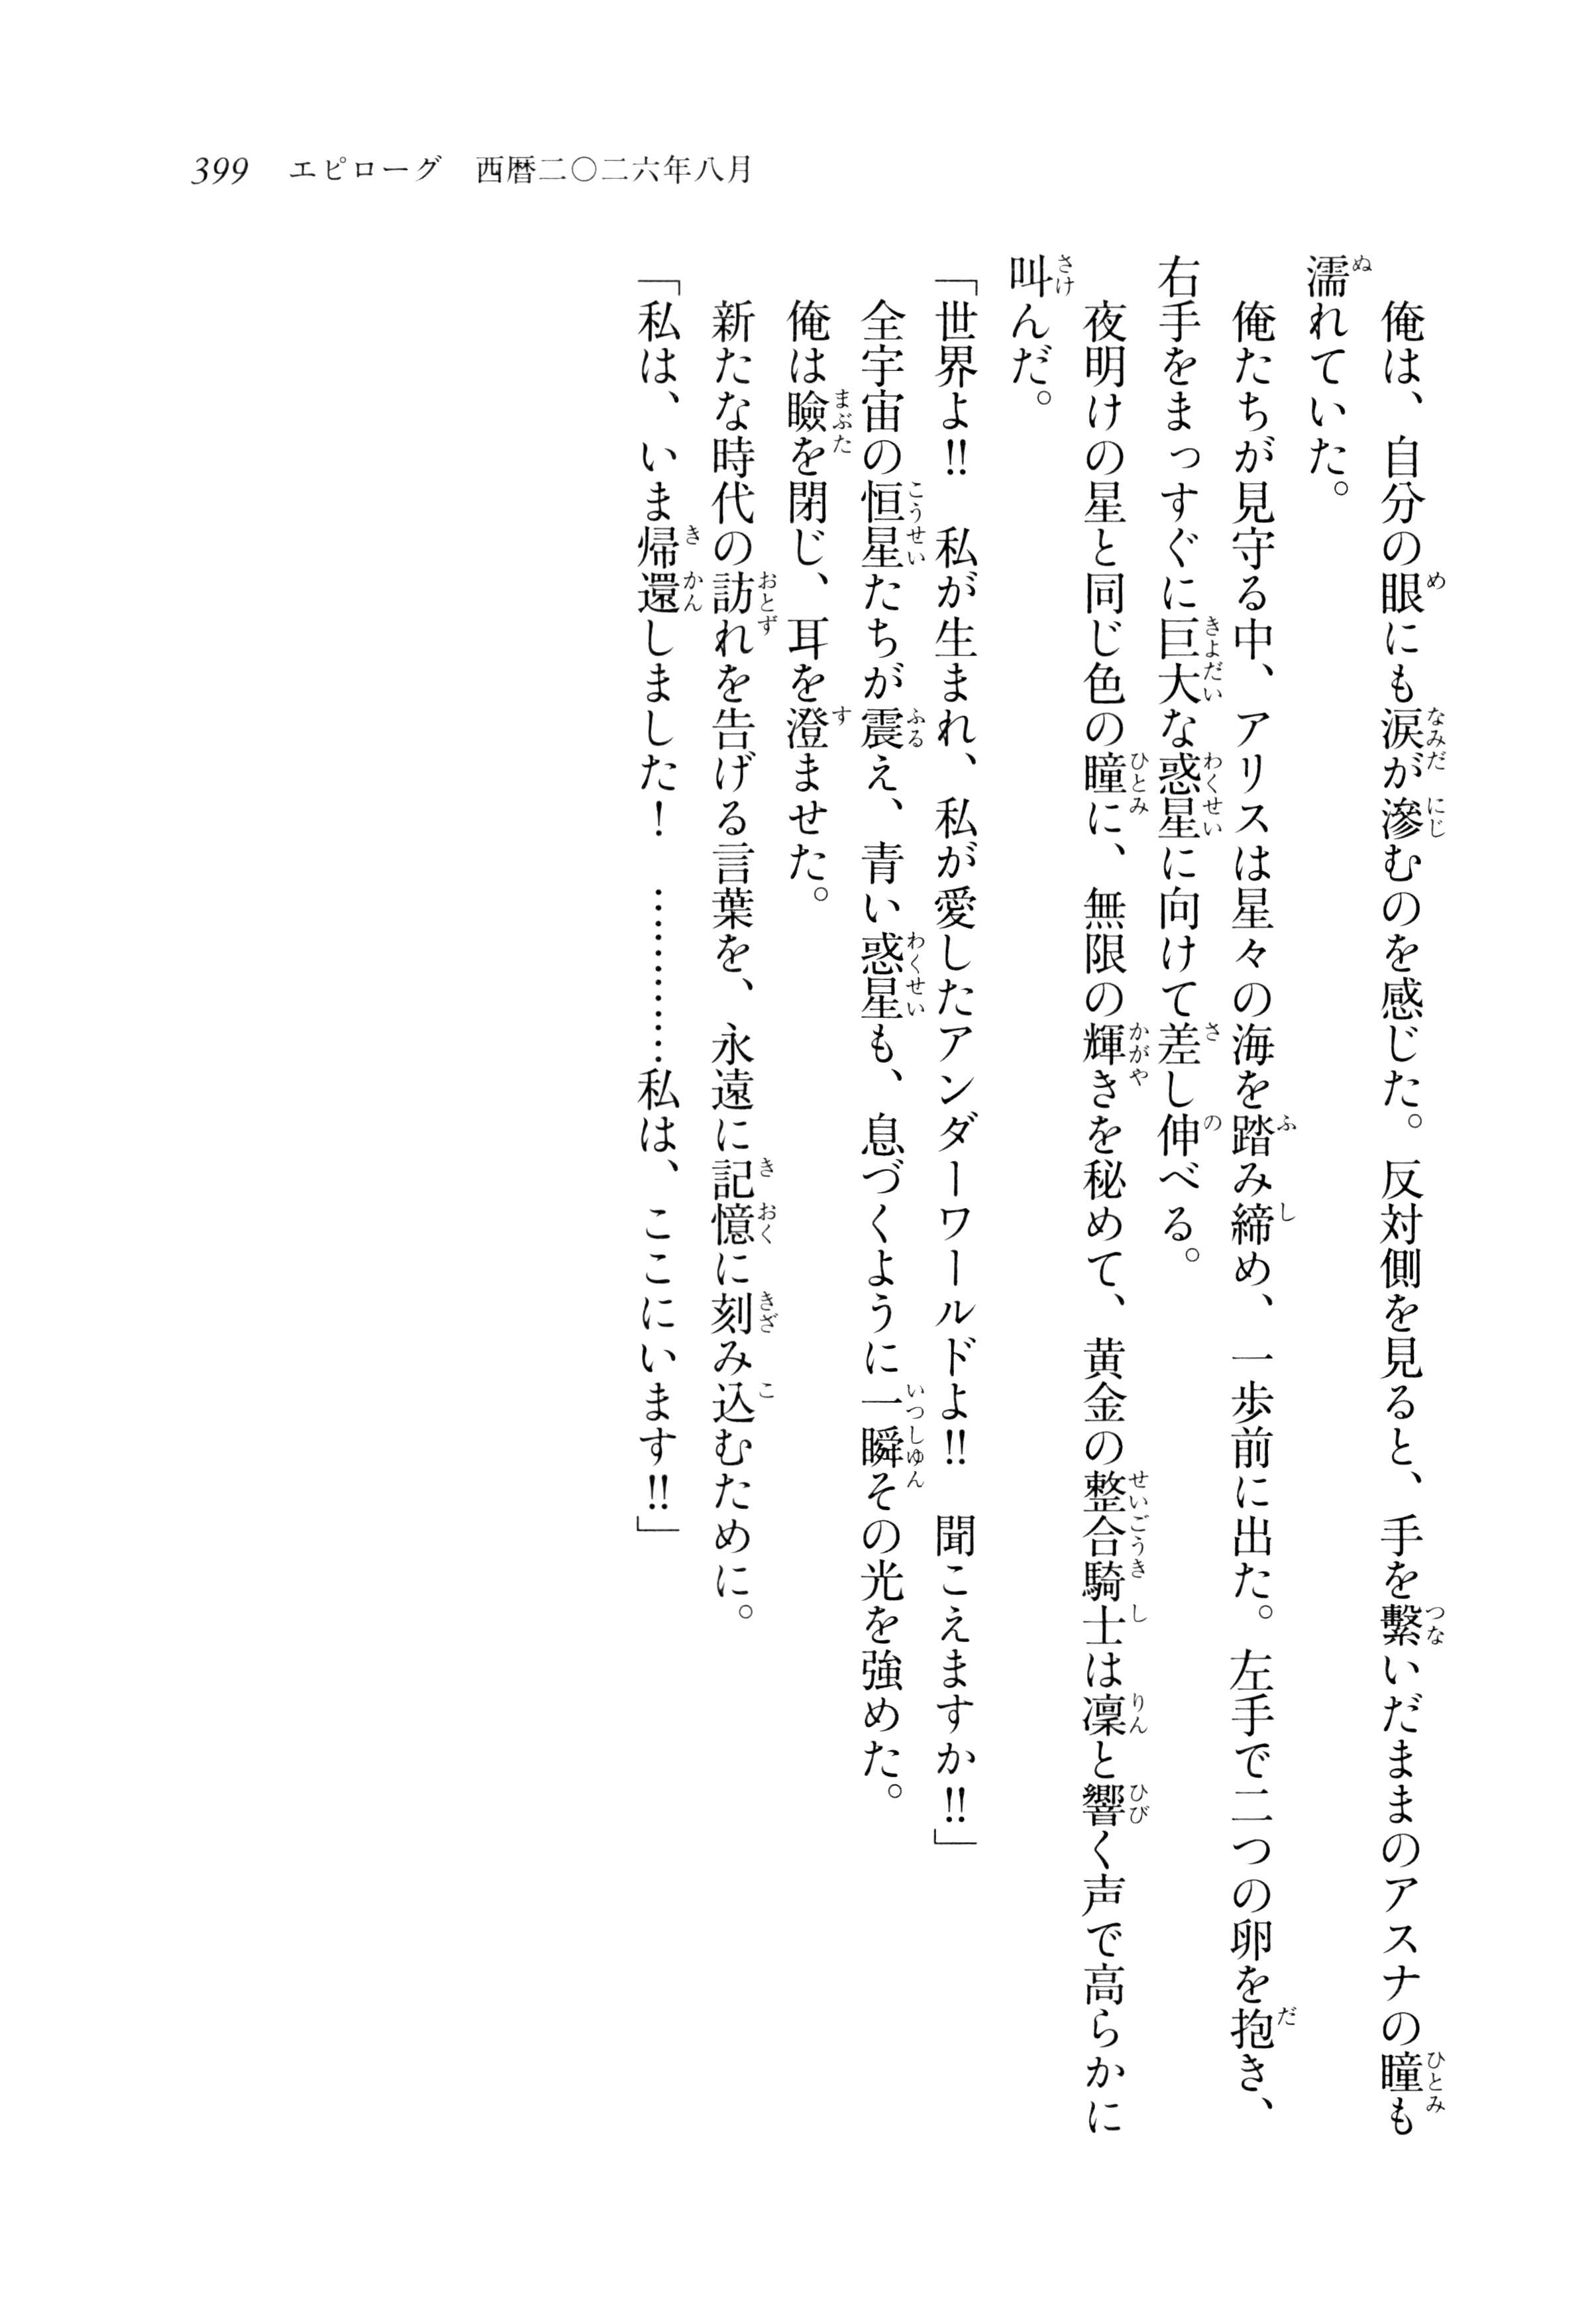 399 エピローグ 西暦二〇二六年八月
俺は、自分の眼にも涙が滲むのを感じた。反対側を見ると、手を繋いだままのアスナの瞳も
濡れていた。
俺たちが見守る中、アリスは星々の海を踏み締め、一歩前に出た。左手で二つの卵を抱き、
右手をまっすぐに巨大な惑星に向けて差し伸べる。
夜明けの星と同じ色の瞳に、無限の輝きを秘めて、黄金の整合騎士は凜と響く声で高らかに
叫んだ。
「世界よ!! 私が生まれ、私が愛したアンダーワールドよ!! 聞こえますか!!」
全宇宙の恒星たちが震え、青い惑星も、息づくように一瞬その光を強めた。
俺は瞼を閉じ、耳を澄ませた。
新たな時代の訪れを告げる言葉を、永遠に記憶に刻み込むために。
「私は、いま帰還しました! …………私は、ここにいます!!」